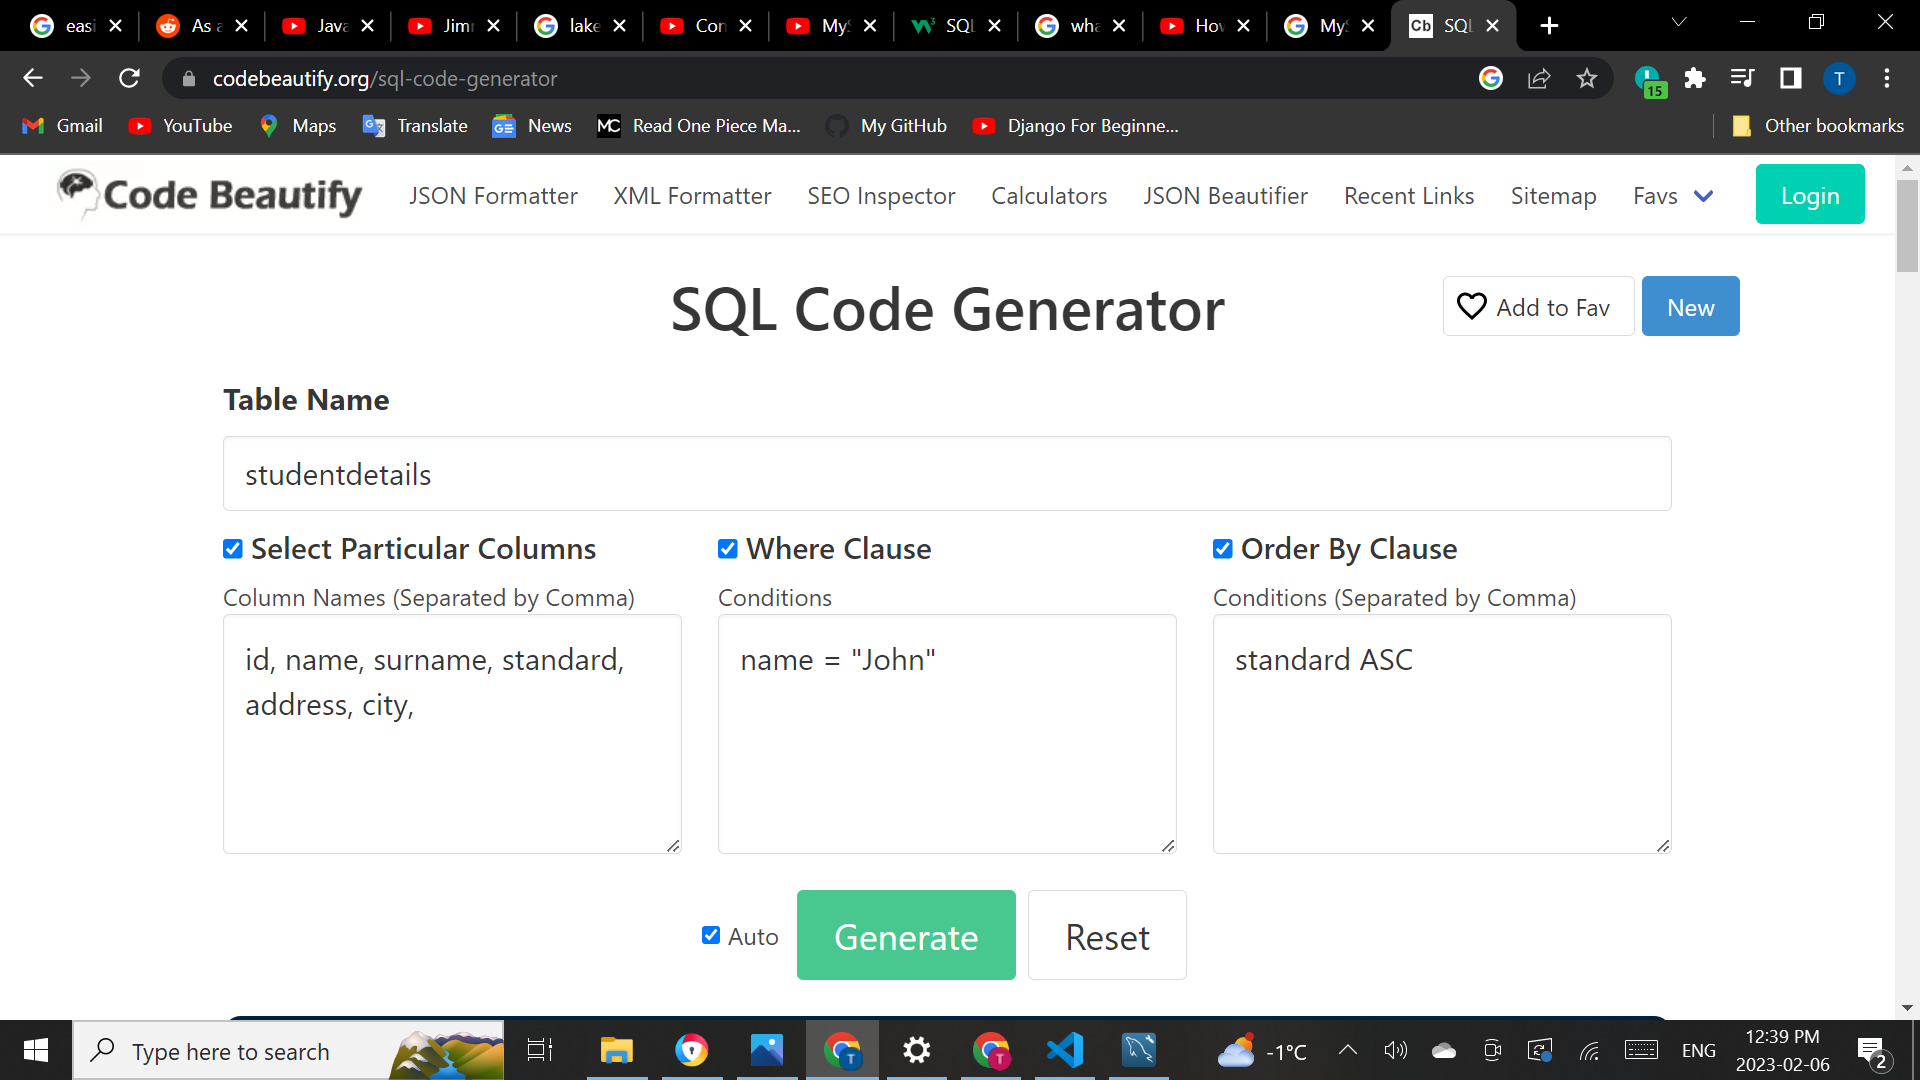 easi
As a
Java
Jimn
lake
Con
MyS
SQL
wha
How
MyS
Cb SQL
codebeautify.org/sql-code-generator
15
T
Gmail YouTube Maps Translate News MC Read One Piece Ma... My GitHub Django For Beginne... Other bookmarks
Code Beautify JSON Formatter XML Formatter SEO Inspector Calculators JSON Beautifier Recent Links Sitemap Favs Login
SQL Code Generator
Add to Fav New
Table Name
studentdetails
Select Particular Columns Where Clause Order By Clause
Column Names (Separated by Comma) Conditions Conditions (Separated by Comma)
id, name, surname, standard,
address, city,
name = "John"
standard ASC
Auto Generate Reset
Type here to search
T
T
-1°C
ENG
12:39 PM
2023-02-06
2